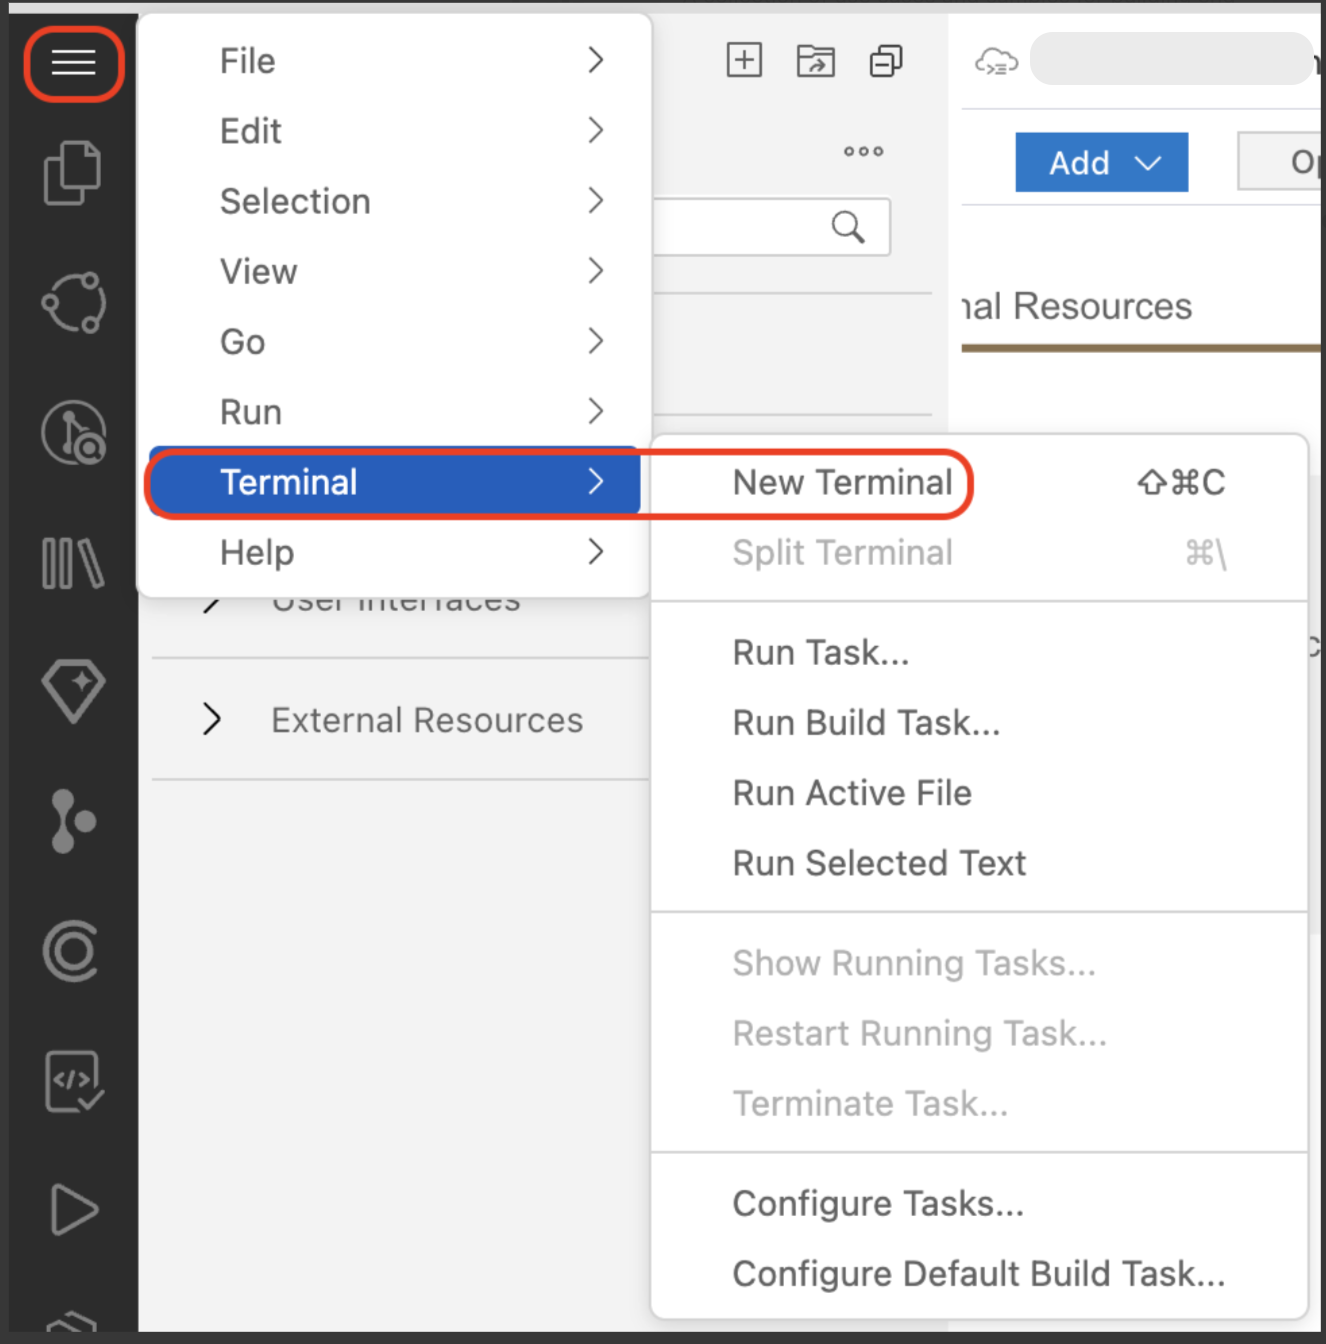 File
Edit
Selection
View
Go
Run
Terminal
Help
User Interfaces
External Resources
Add
Resources
New Terminal ⇧⌘C
Split Terminal ⌘\
Run Task...
Run Build Task...
Run Active File
Run Selected Text
Show Running Tasks...
Restart Running Task...
Terminate Task...
Configure Tasks...
Configure Default Build Task...